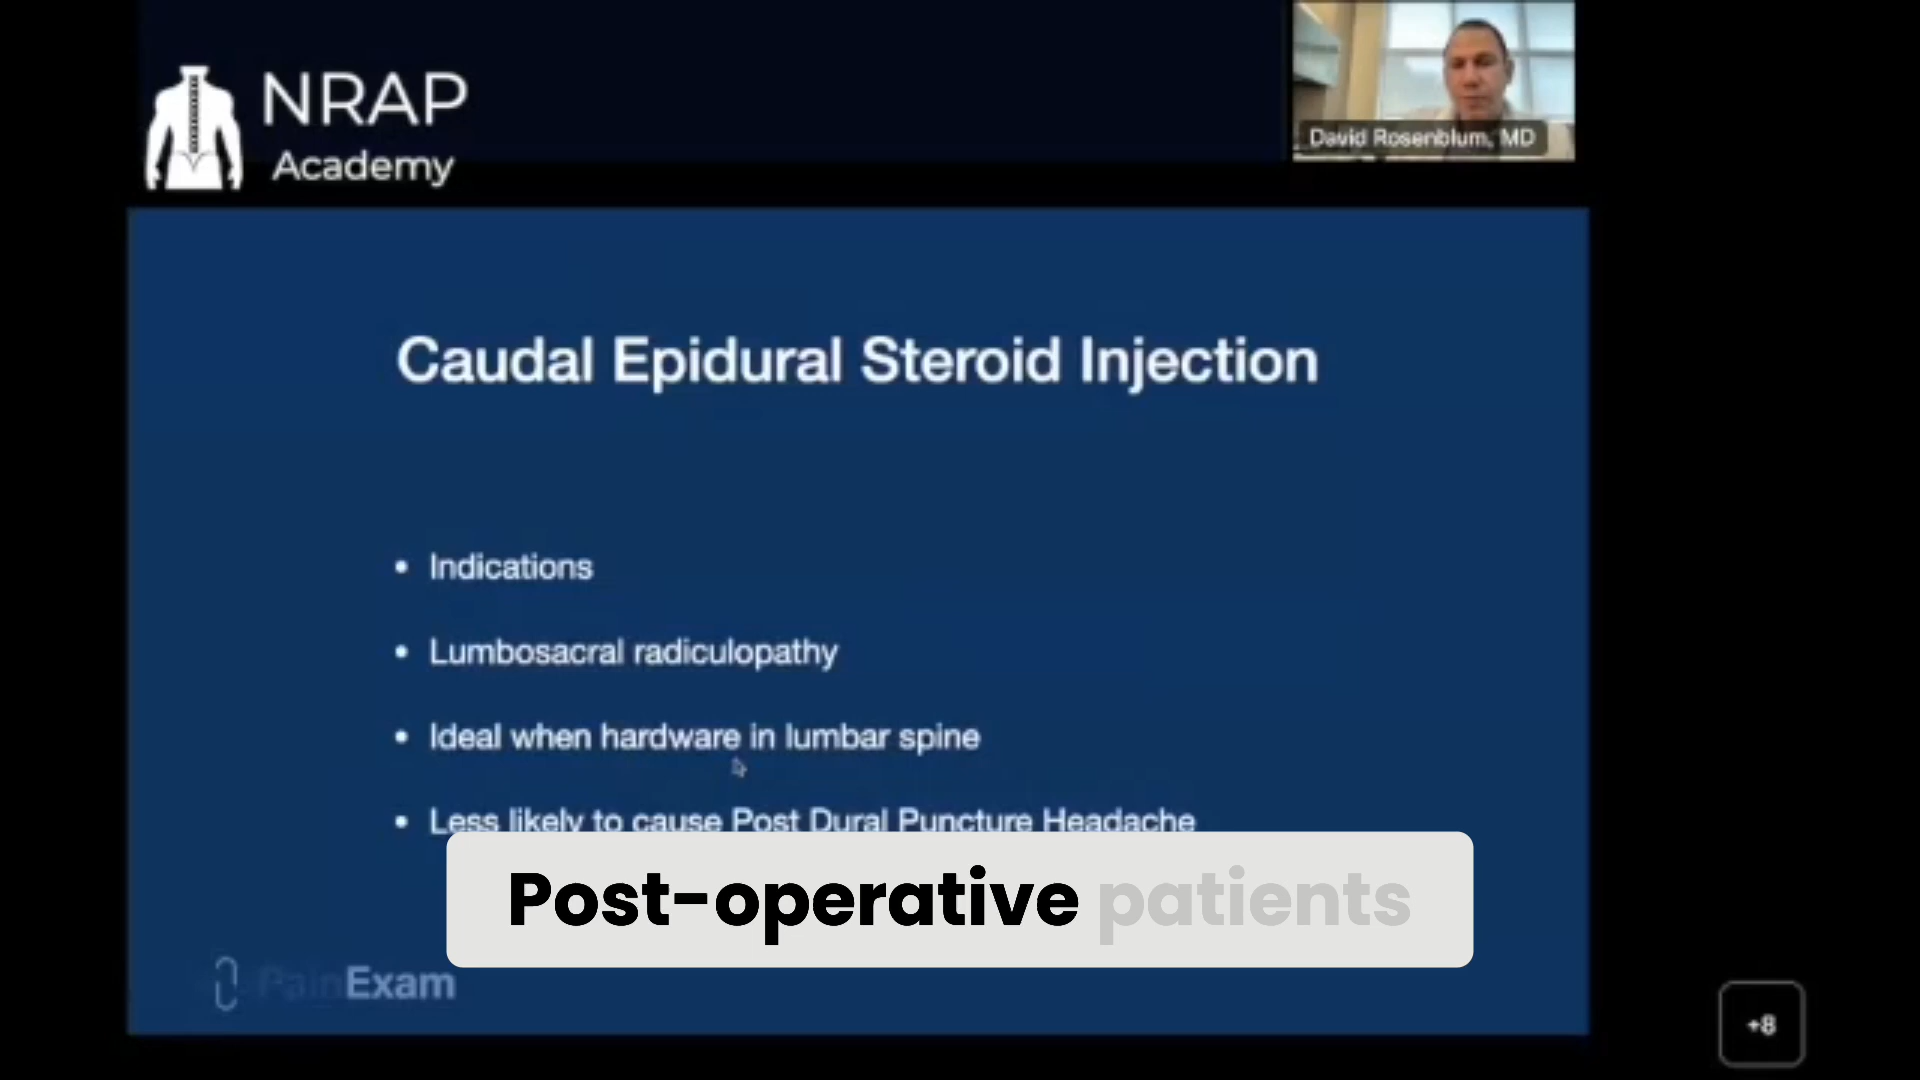 NRAP
Academy
David Rosenblum, MD
Caudal Epidural Steroid Injection
• Indications
• Lumbosacral radiculopathy
• Ideal when hardware in lumbar spine
• Less likely to cause Post Dural Puncture Headache
Post-operative patients
PainExam
+8